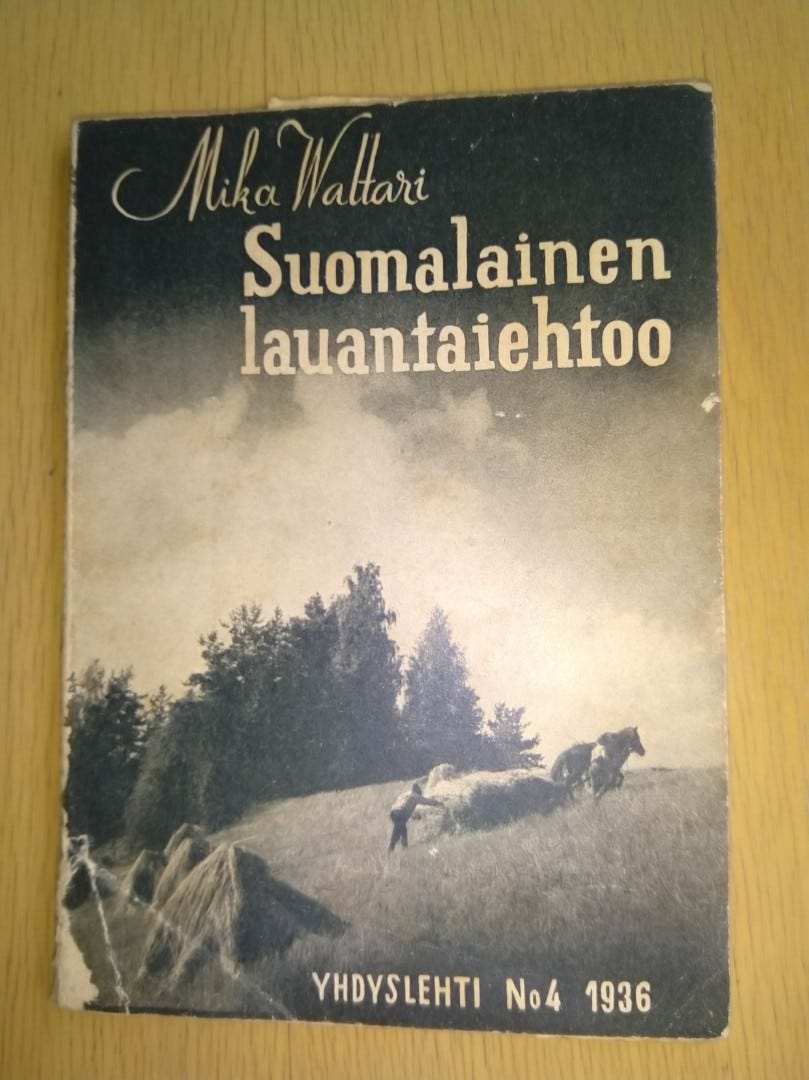 Mika Waltari
Suomalainen
lauantaiehtoo
YHDYSLEHTI No 4 1936